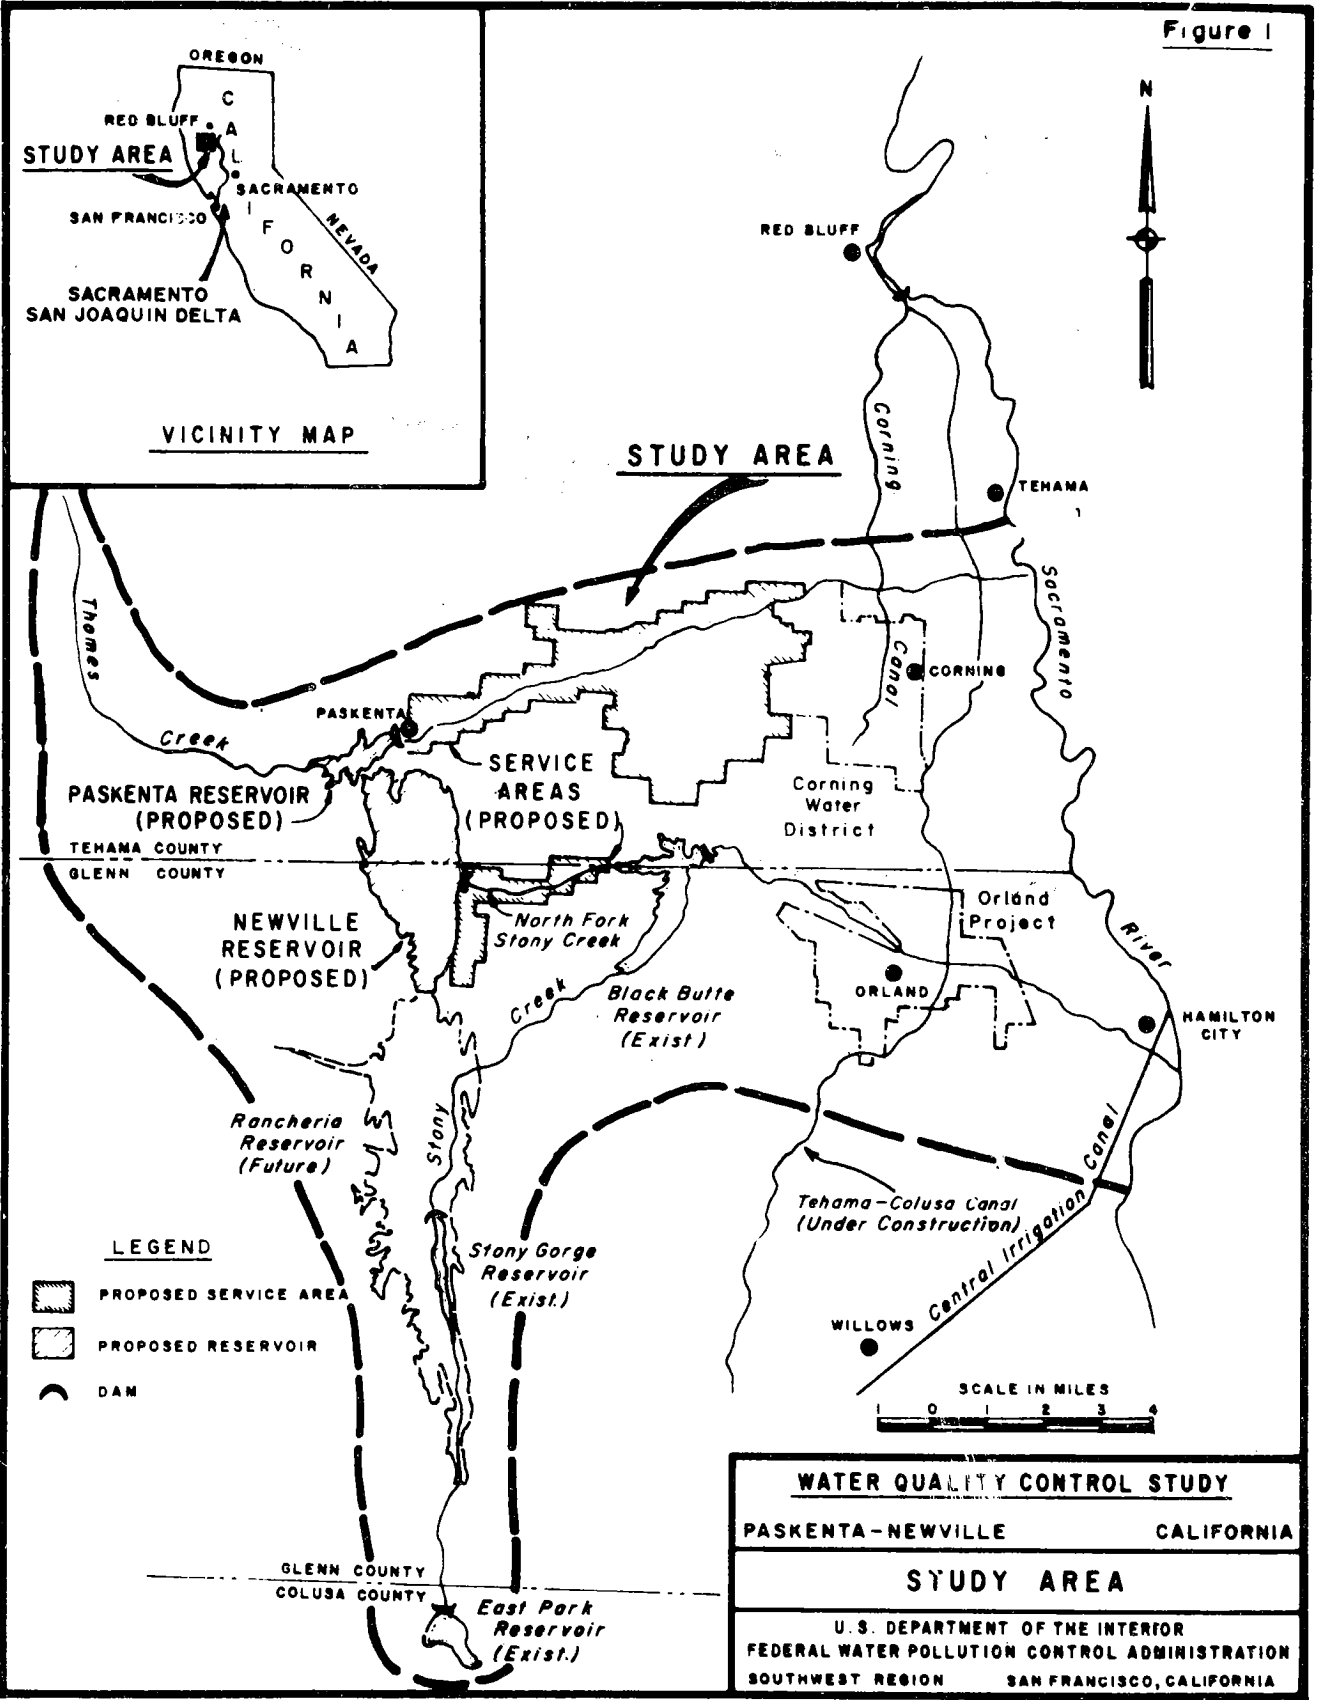 Figure 1
OREGON
CALIFORNIA
RED BLUFF
STUDY AREA
SACRAMENTO
SAN FRANCISCO
NEVADA
SACRAMENTO
SAN JOAQUIN DELTA
VICINITY MAP
N
RED BLUFF
STUDY AREA
Corning
Canal
TEHAMA
Sacramento
River
Thomes
Creek
CORNING
PASKENTA
SERVICE
AREAS
(PROPOSED)
PASKENTA RESERVOIR
(PROPOSED)
Corning
Water
District
TEHAMA COUNTY
GLENN COUNTY
NEWVILLE
RESERVOIR
(PROPOSED)
North Fork
Stony Creek
Orland
Project
Black Butte
Reservoir
(Exist)
ORLAND
HAMILTON
CITY
Stony
Creek
Rancheria
Reservoir
(Future)
Tehama-Colusa Canal
(Under Construction)
Central Irrigation Canal
Stony Gorge
Reservoir
(Exist.)
LEGEND
PROPOSED SERVICE AREA
PROPOSED RESERVOIR
DAM
WILLOWS
SCALE IN MILES
1 0 1 2 3 4
GLENN COUNTY
COLUSA COUNTY
East Park
Reservoir
(Exist.)
WATER QUALITY CONTROL STUDY
PASKENTA-NEWVILLE CALIFORNIA
STUDY AREA
U.S. DEPARTMENT OF THE INTERIOR
FEDERAL WATER POLLUTION CONTROL ADMINISTRATION
SOUTHWEST REGION SAN FRANCISCO, CALIFORNIA